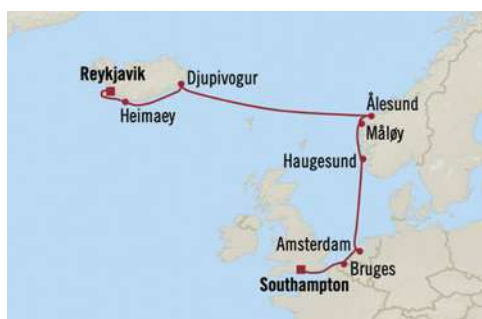 Reykjavik
Djupivogur
Heimaey
Ålesund
Måløy
Haugesund
Amsterdam
Bruges
Southampton